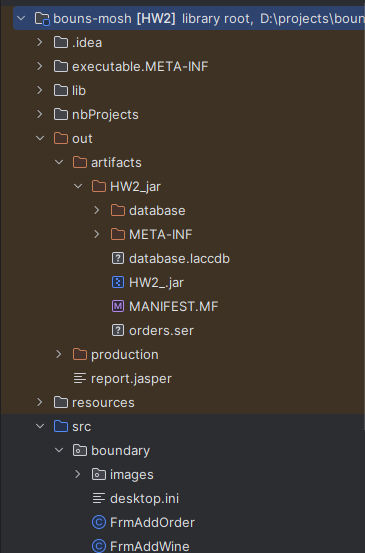 bouns-mosh [HW2] library root, D:\projects\boun
.idea
executable.META-INF
lib
nbProjects
out
artifacts
HW2_jar
database
META-INF
database.laccdb
HW2_.jar
MANIFEST.MF
orders.ser
production
report.jasper
resources
src
boundary
images
desktop.ini
FrmAddOrder
FrmAddWine